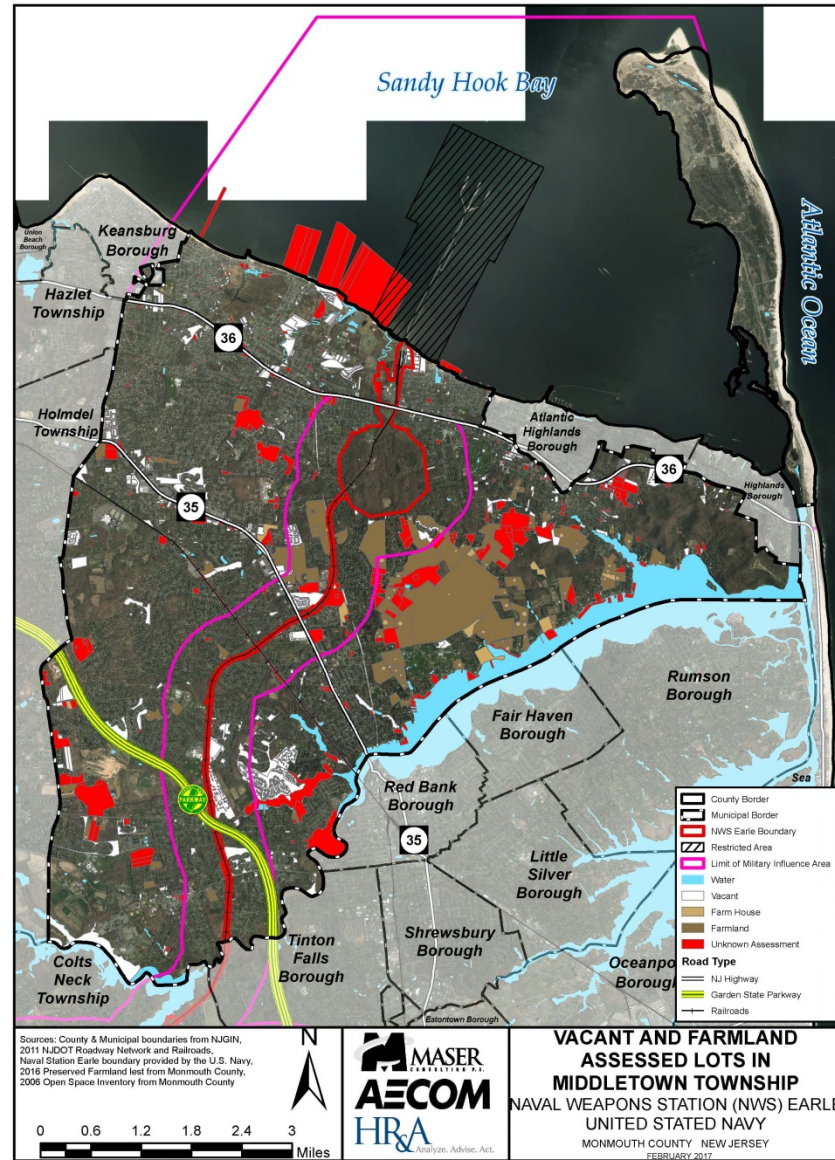 Sandy Hook Bay
Atlantic Ocean
Union
Beach
Borough
Keansburg
Borough
Hazlet
Township
36
Holmdel
Township
35
Atlantic
Highlands
Borough
36
Highlands
Borough
Rumson
Borough
Fair Haven
Borough
Red Bank
Borough
PARKWAY
35
Little
Silver
Borough
Sea
Colts
Neck
Township
Tinton
Falls
Borough
Shrewsbury
Borough
Oceanpo
Boroug
Eatontown Borough
County Border
Municipal Border
NWS Earle Boundary
Restricted Area
Limit of Military Influence Area
Water
Vacant
Farm House
Farmland
Unknown Assessment
Road Type
NJ Highway
Garden State Parkway
Railroads
Sources: County & Municipal boundaries from NJGIN,
2011 NJDOT Roadway Network and Railroads,
Naval Station Earle boundary provided by the U.S. Navy,
2016 Preserved Farmland lest from Monmouth County,
2006 Open Space Inventory from Monmouth County
N
0 0.6 1.2 1.8 2.4 3
Miles
MASER
CONSULTING P.A.
AECOM
HR&A
Analyze. Advise. Act.
VACANT AND FARMLAND
ASSESSED LOTS IN
MIDDLETOWN TOWNSHIP
NAVAL WEAPONS STATION (NWS) EARLE
UNITED STATED NAVY
MONMOUTH COUNTY NEW JERSEY
FEBRUARY 2017